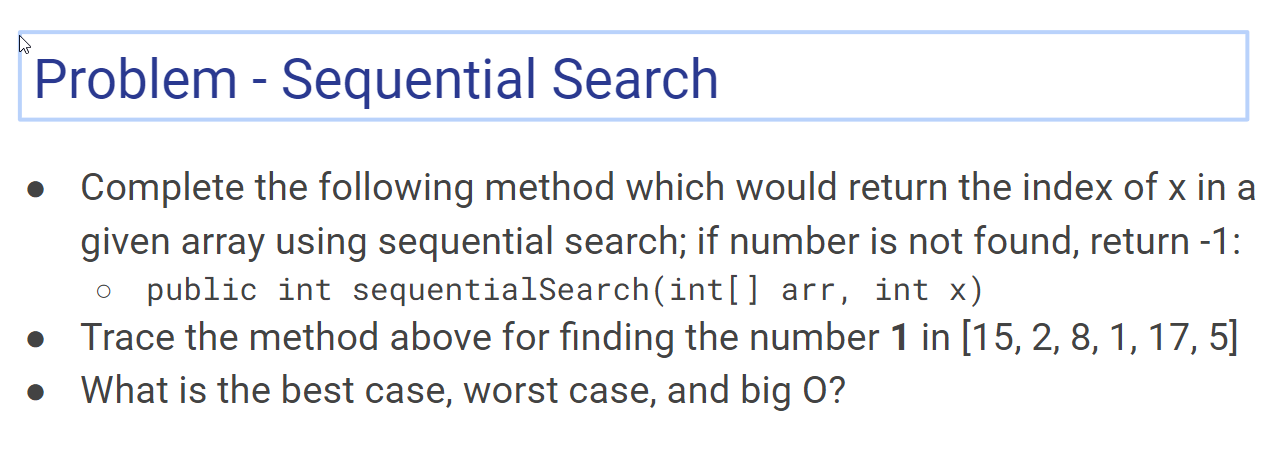 Problem - Sequential Search
● Complete the following method which would return the index of x in a
given array using sequential search; if number is not found, return -1:
○ public int sequentialSearch(int[] arr, int x)
● Trace the method above for finding the number 1 in [15, 2, 8, 1, 17, 5]
● What is the best case, worst case, and big O?